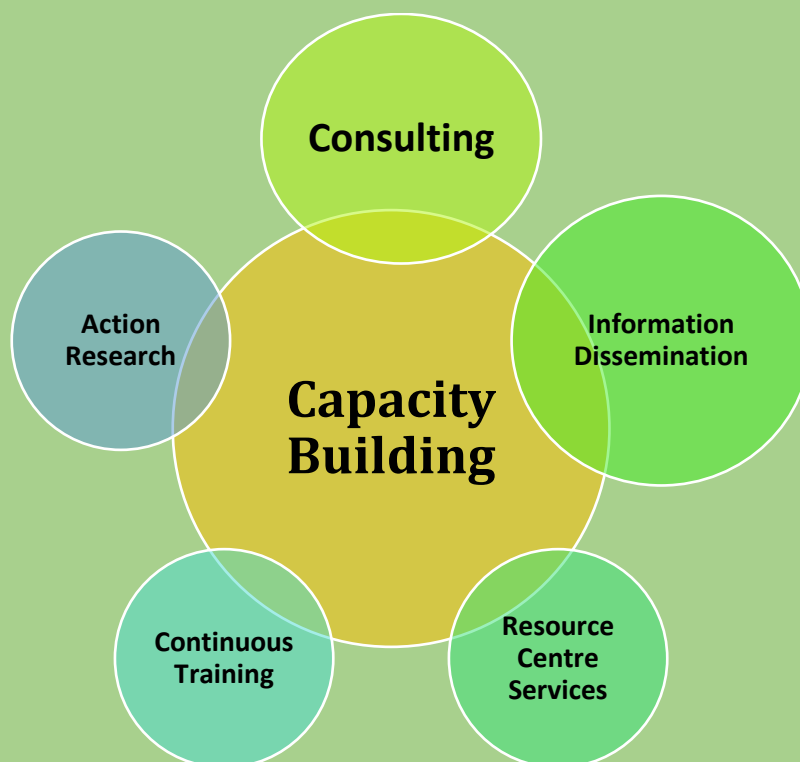 Consulting
Action
Research
Information
Dissemination
Capacity
Building
Continuous
Training
Resource
Centre
Services